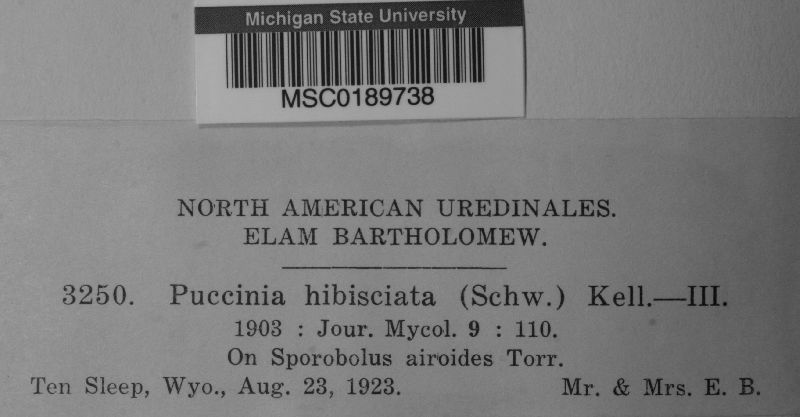 Michigan State University
MSC0189738
NORTH AMERICAN UREDINALES.
ELAM BARTHOLOMEW.
3250. Puccinia hibisciata (Schw.) Kell.—III.
1903 : Jour. Mycol. 9 : 110.
On Sporobolus airoides Torr.
Ten Sleep, Wyo., Aug. 23, 1923. Mr. & Mrs. E. B.